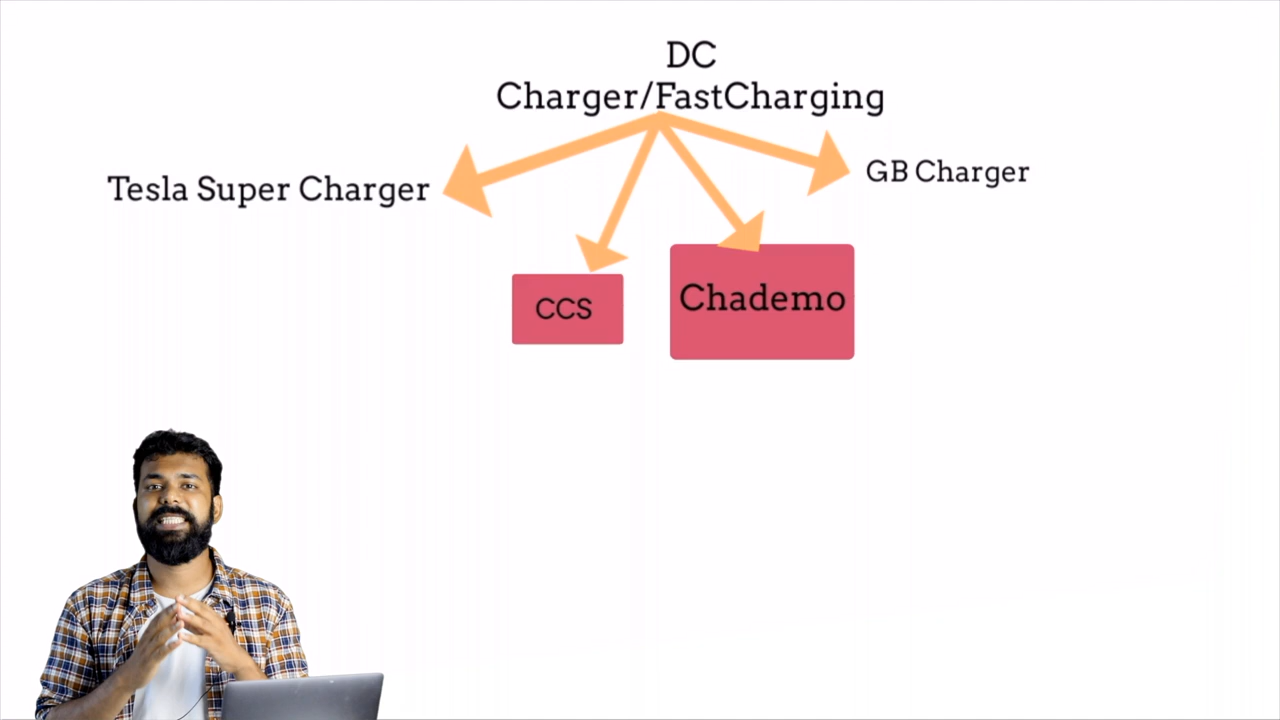 DC
Charger/FastCharging
Tesla Super Charger
GB Charger
CCS
Chademo